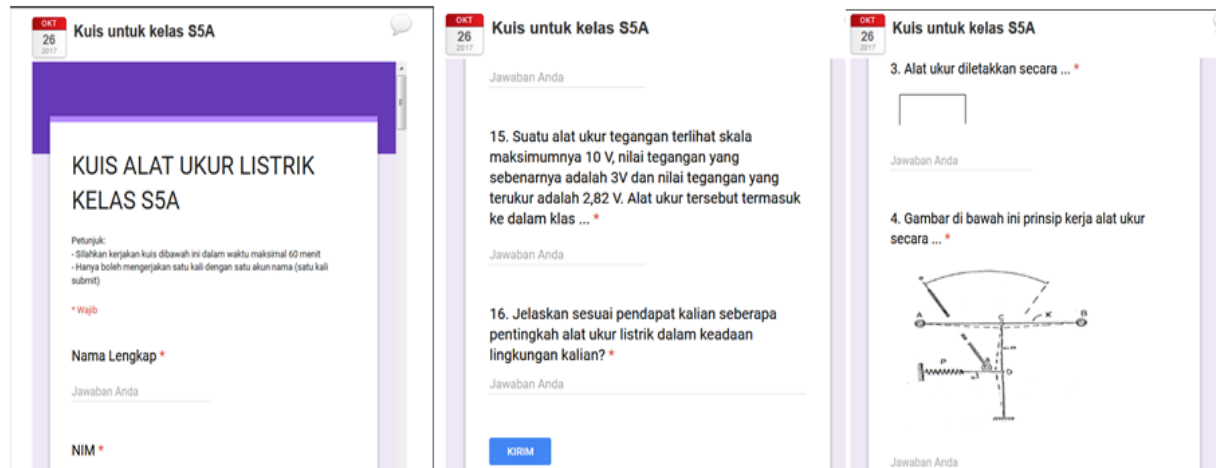 OKT
26
2017
Kuis untuk kelas S5A
KUIS ALAT UKUR LISTRIK
KELAS S5A
Petunjuk:
- Silahkan kerjakan kuis dibawah ini dalam waktu maksimal 60 menit
- Hanya boleh mengerjakan satu kali dengan satu akun nama (satu kali
submit)
* Wajib
Nama Lengkap *
Jawaban Anda
NIM *
OKT
26
2017
Kuis untuk kelas S5A
Jawaban Anda
15. Suatu alat ukur tegangan terlihat skala
maksimumnya 10 V, nilai tegangan yang
sebenarnya adalah 3V dan nilai tegangan yang
terukur adalah 2,82 V. Alat ukur tersebut termasuk
ke dalam klas ... *
Jawaban Anda
16. Jelaskan sesuai pendapat kalian seberapa
pentingkah alat ukur listrik dalam keadaan
lingkungan kalian? *
Jawaban Anda
KIRIM
OKT
26
2017
Kuis untuk kelas S5A
3. Alat ukur diletakkan secara ... *
Jawaban Anda
4. Gambar di bawah ini prinsip kerja alat ukur
secara ... *
A
C
K
B
P
D
Jawaban Anda